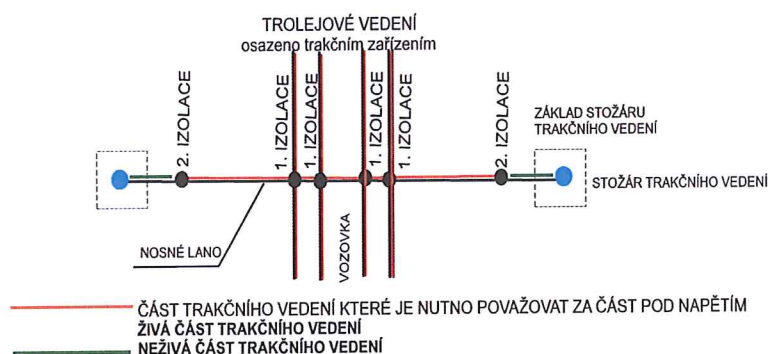 TROLEJOVÉ VEDENÍ
osazeno trakčním zařízením
2. IZOLACE
1. IZOLACE
1. IZOLACE
1. IZOLACE
1. IZOLACE
2. IZOLACE
ZÁKLAD STOŽÁRU
TRAKČNÍHO VEDENÍ
STOŽÁR TRAKČNÍHO VEDENÍ
NOSNÉ LANO
VOZOVKA
ČÁST TRAKČNÍHO VEDENÍ KTERÉ JE NUTNO POVAŽOVAT ZA ČÁST POD NAPĚTÍM
ŽIVÁ ČÁST TRAKČNÍHO VEDENÍ
NEŽIVÁ ČÁST TRAKČNÍHO VEDENÍ